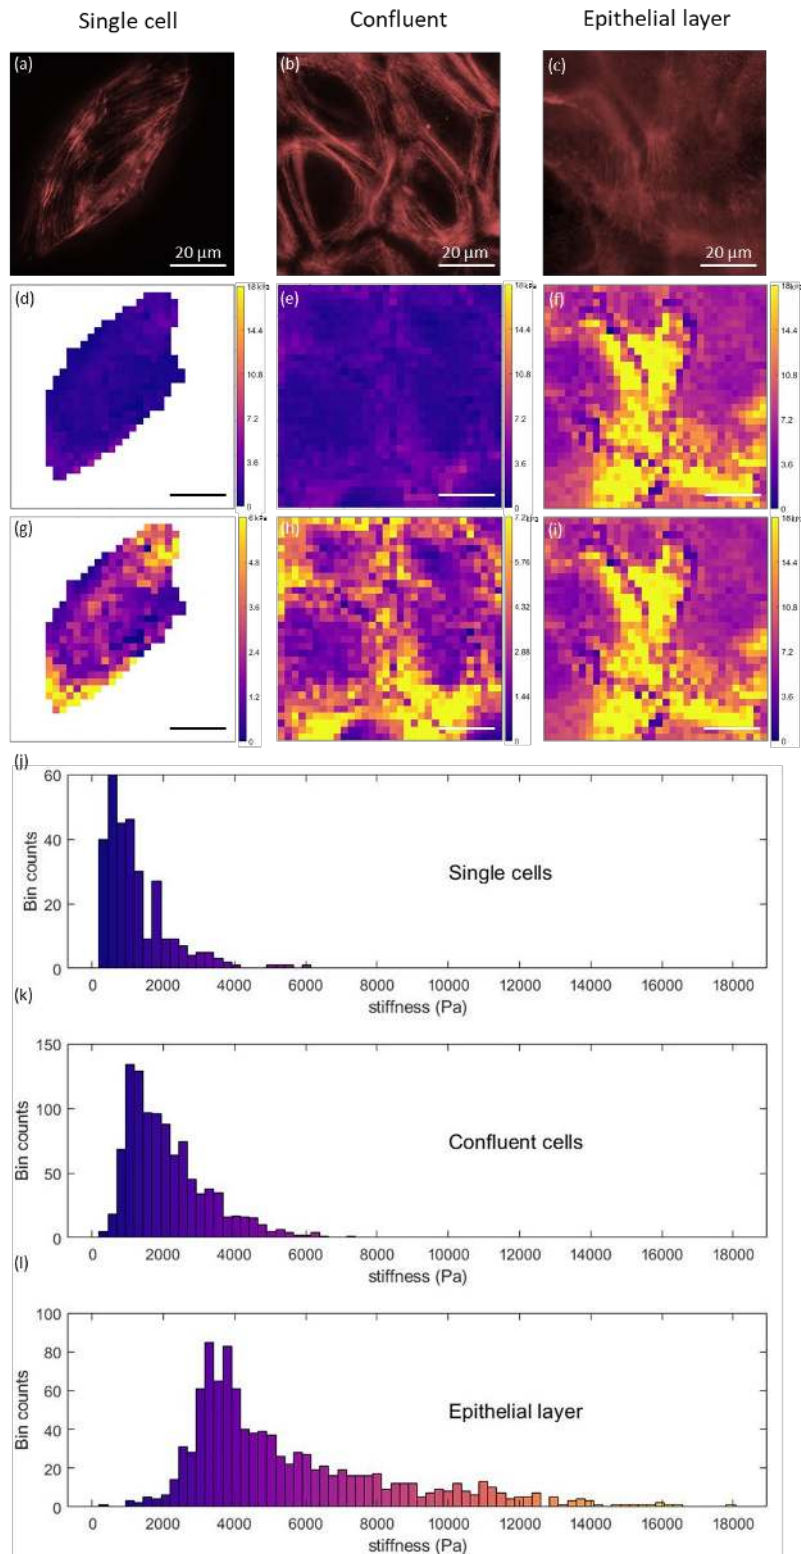 Single cell
Confluent
Epithelial layer
(a)
(b)
(c)
20 µm
20 µm
20 µm
(d)
18 kPa
14.4
10.8
7.2
3.6
0
(e)
14.4
10.8
7.2
3.6
0
(f)
14.4
10.8
7.2
3.6
0
(g)
6 kPa
4.8
3.6
2.4
1.2
0
(h)
5.76
4.32
2.88
1.44
0
(i)
14.4
10.8
7.2
3.6
0
(j)
60
40
20
0
Bin counts
Single cells
0 2000 4000 6000 8000 10000 12000 14000 16000 18000
stiffness (Pa)
(k)
150
100
50
0
Bin counts
Confluent cells
0 2000 4000 6000 8000 10000 12000 14000 16000 18000
stiffness (Pa)
(l)
100
80
60
40
20
0
Bin counts
Epithelial layer
0 2000 4000 6000 8000 10000 12000 14000 16000 18000
stiffness (Pa)